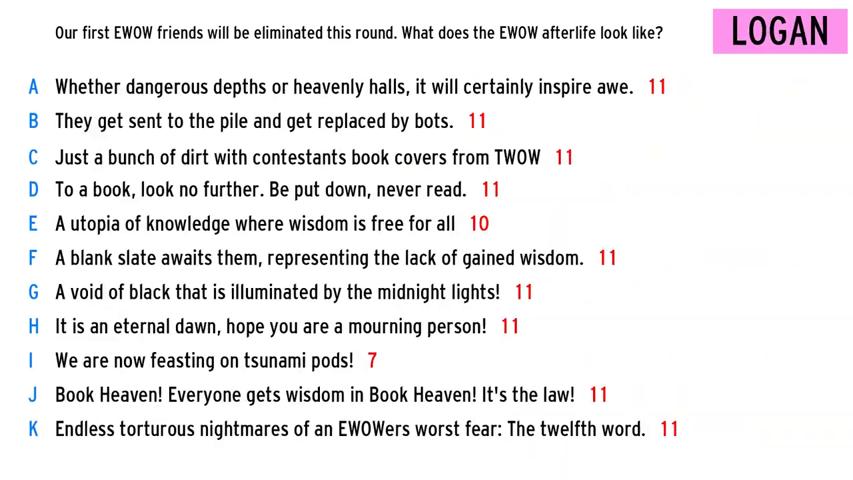 Our first EWOW friends will be eliminated this round. What does the EWOW afterlife look like?
LOGAN
A Whether dangerous depths or heavenly halls, it will certainly inspire awe. 11
B They get sent to the pile and get replaced by bots. 11
C Just a bunch of dirt with contestants book covers from TWOW 11
D To a book, look no further. Be put down, never read. 11
E A utopia of knowledge where wisdom is free for all 10
F A blank slate awaits them, representing the lack of gained wisdom. 11
G A void of black that is illuminated by the midnight lights! 11
H It is an eternal dawn, hope you are a mourning person! 11
I We are now feasting on tsunami pods! 7
J Book Heaven! Everyone gets wisdom in Book Heaven! It's the law! 11
K Endless torturous nightmares of an EWOWers worst fear: The twelfth word. 11